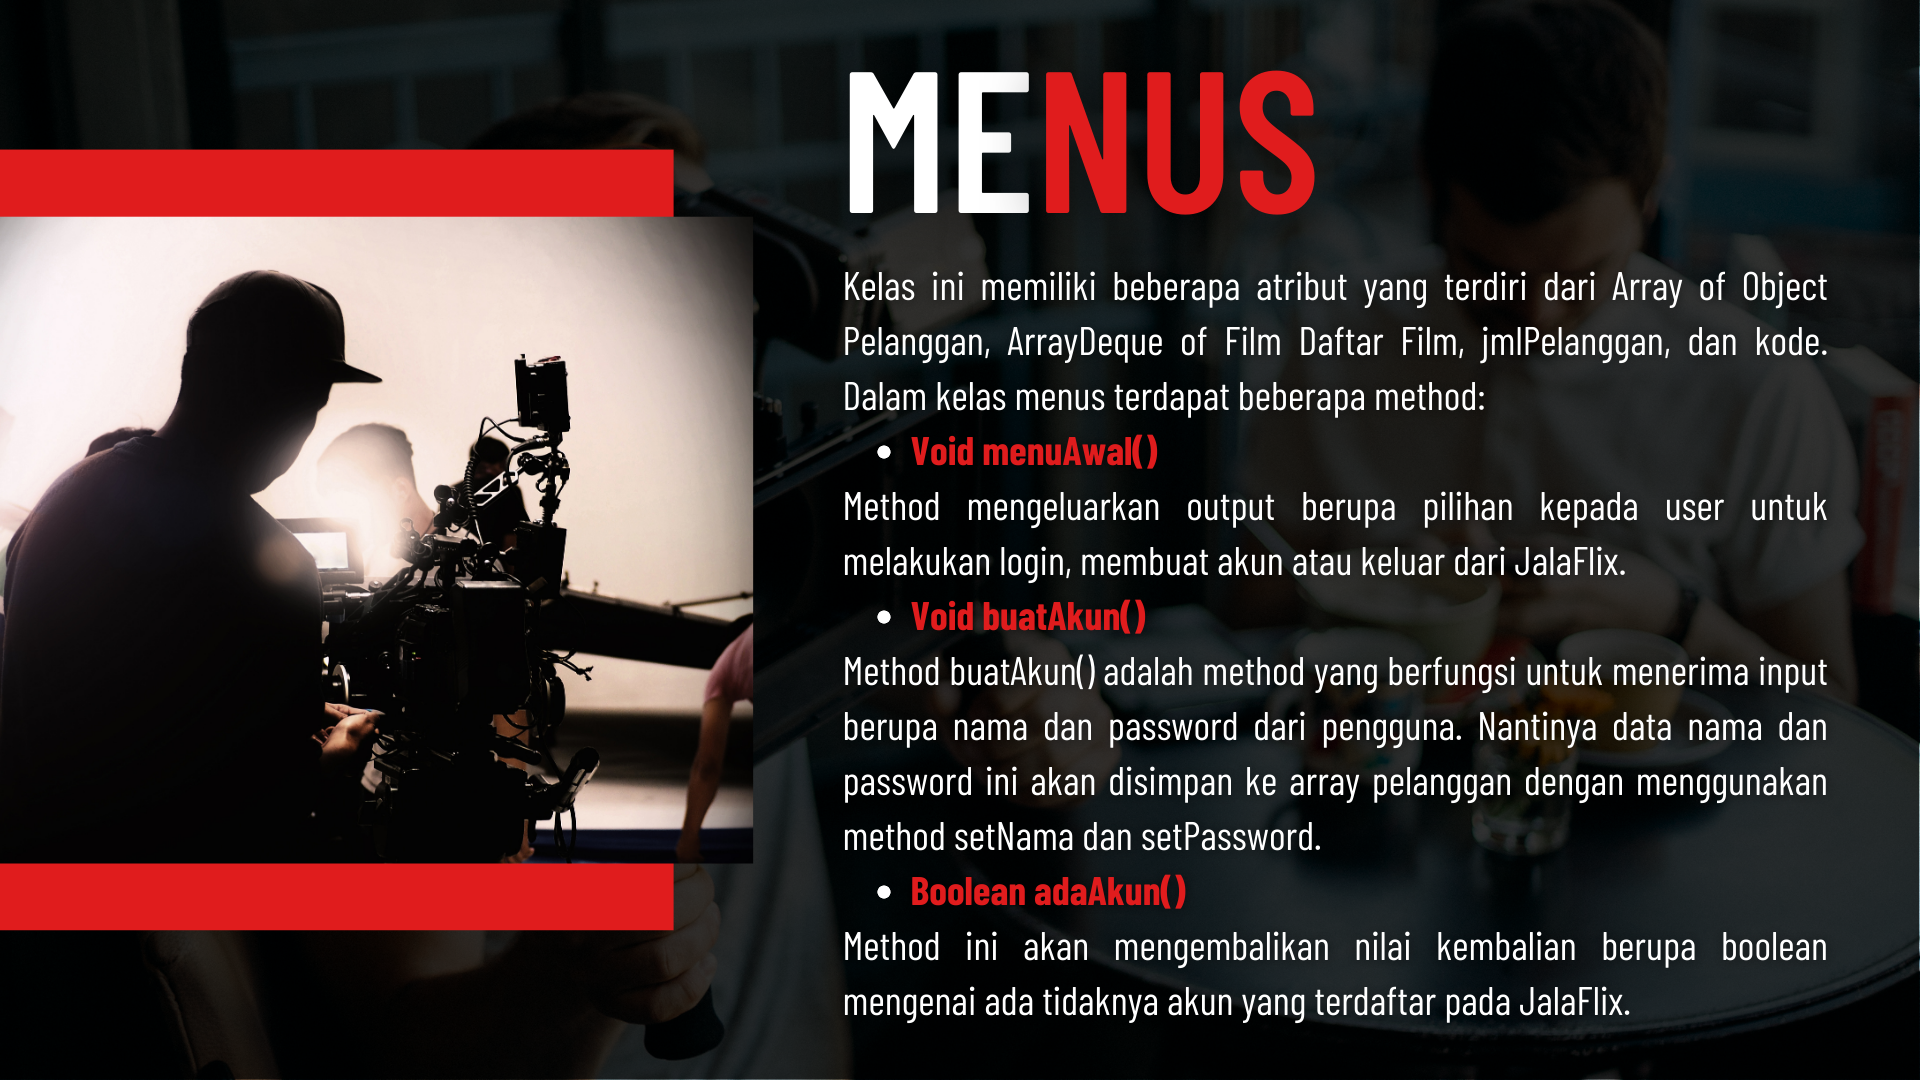 MENUS
Kelas ini memiliki beberapa atribut yang terdiri dari Array of Object
Pelanggan, ArrayDeque of Film Daftar Film, jmlPelanggan, dan kode.
Dalam kelas menus terdapat beberapa method:
• Void menuAwal()
Method mengeluarkan output berupa pilihan kepada user untuk
melakukan login, membuat akun atau keluar dari JalaFlix.
• Void buatAkun()
Method buatAkun() adalah method yang berfungsi untuk menerima input
berupa nama dan password dari pengguna. Nantinya data nama dan
password ini akan disimpan ke array pelanggan dengan menggunakan
method setNama dan setPassword.
• Boolean adaAkun()
Method ini akan mengembalikan nilai kembalian berupa boolean
mengenai ada tidaknya akun yang terdaftar pada JalaFlix.